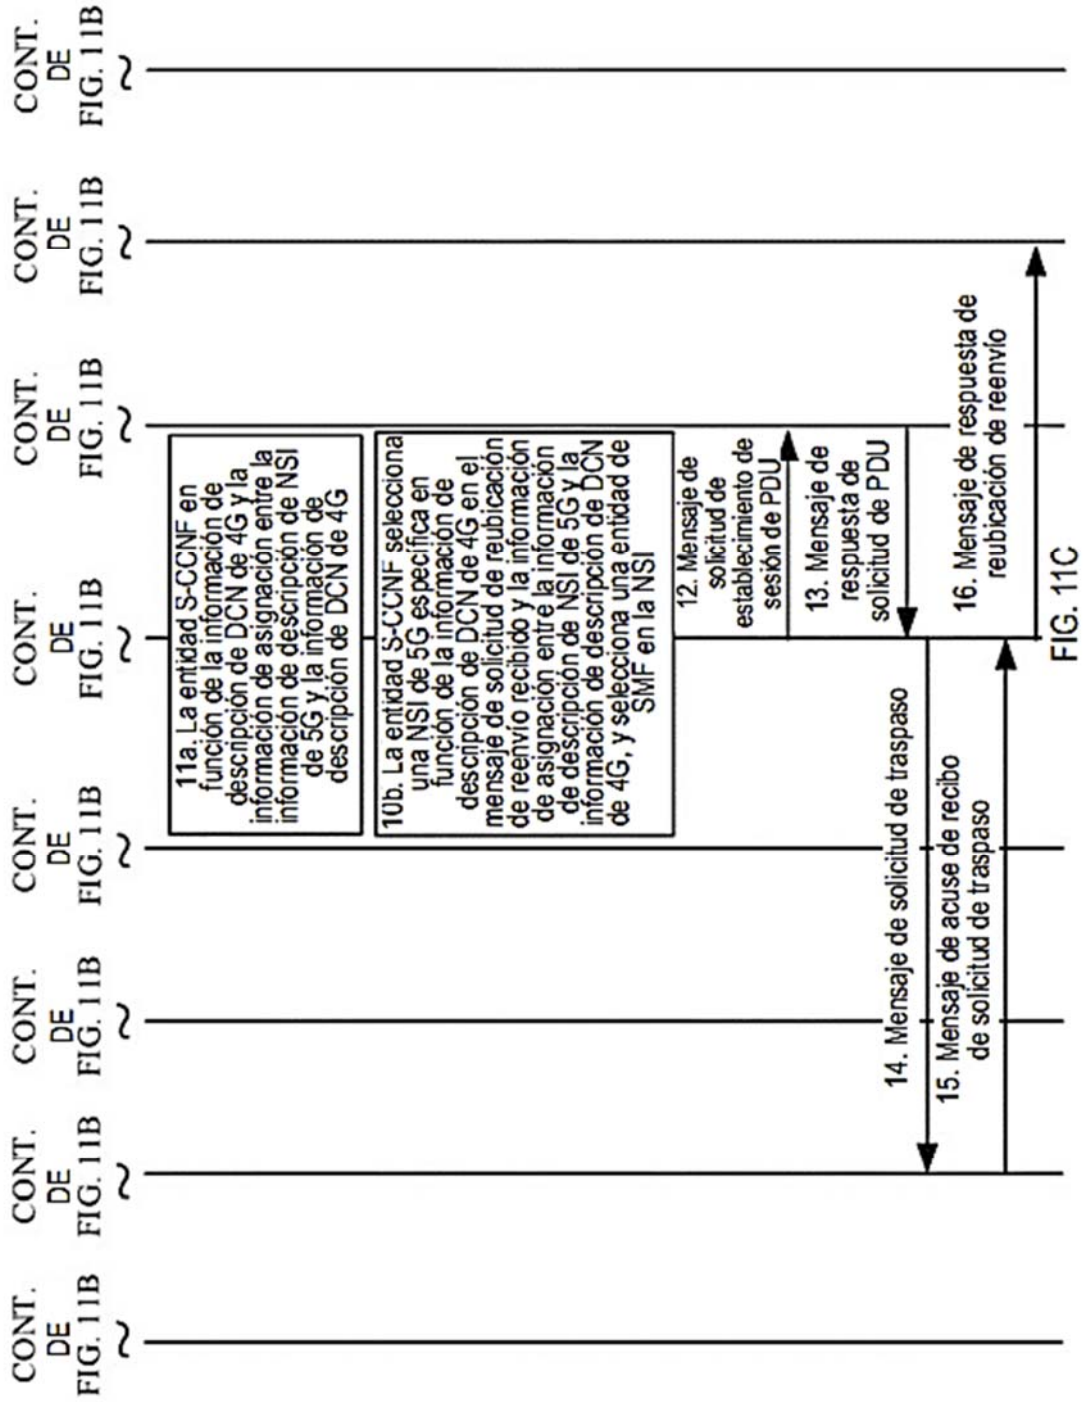 CONT.
DE
FIG. 11B
CONT.
DE
FIG. 11B
CONT.
DE
FIG. 11B
CONT.
DE
FIG. 11B
CONT.
DE
FIG. 11B
CONT.
DE
FIG. 11B
CONT.
DE
FIG. 11B
CONT.
DE
FIG. 11B
11a. La entidad S-CCNF en
función de la información de
descripción de DCN de 4G y la
información de asignación entre la
información de descripción de NSI
de 5G y la información de
descripción de DCN de 4G
10b. La entidad S-CCNF selecciona
una NSI de 5G específica en
función de la información de
descripción de DCN de 4G en el
mensaje de solicitud de reubicación
de reenvío recibido y la información
de asignación entre la información
de descripción de NSI de 5G y la
información de descripción de DCN
de 4G, y selecciona una entidad de
SMF en la NSI
12. Mensaje de
solicitud de
establecimiento de
sesión de PDU
13. Mensaje de
respuesta de
solicitud de PDU
14. Mensaje de solicitud de traspaso
15. Mensaje de acuse de recibo
de solicitud de traspaso
16. Mensaje de respuesta de
reubicación de reenvío
FIG. 11C